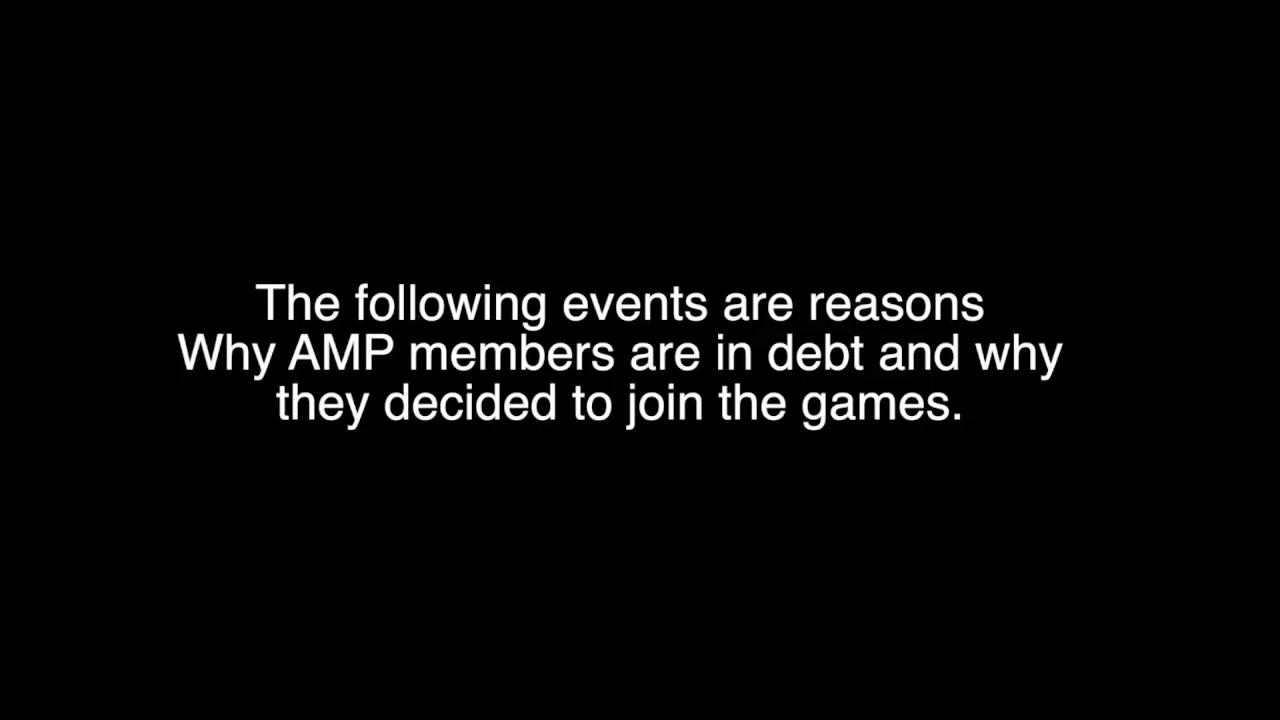 The following events are reasons
Why AMP members are in debt and why
they decided to join the games.